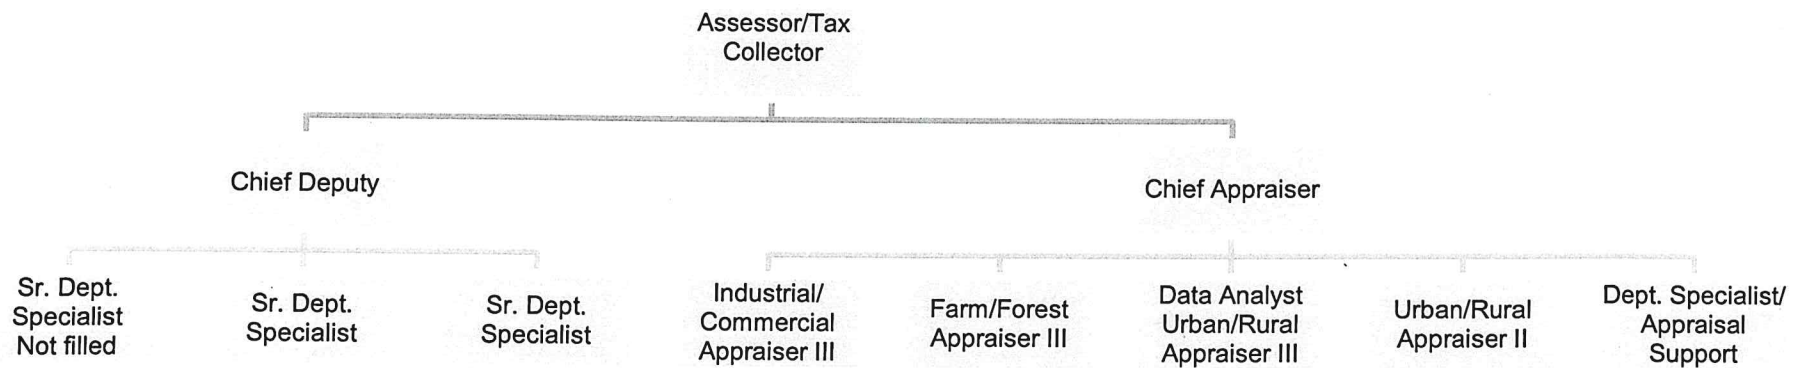 Assessor/Tax
Collector
Chief Deputy
Chief Appraiser
Sr. Dept.
Specialist
Not filled
Sr. Dept.
Specialist
Sr. Dept.
Specialist
Industrial/
Commercial
Appraiser III
Farm/Forest
Appraiser III
Data Analyst
Urban/Rural
Appraiser III
Urban/Rural
Appraiser II
Dept. Specialist/
Appraisal
Support